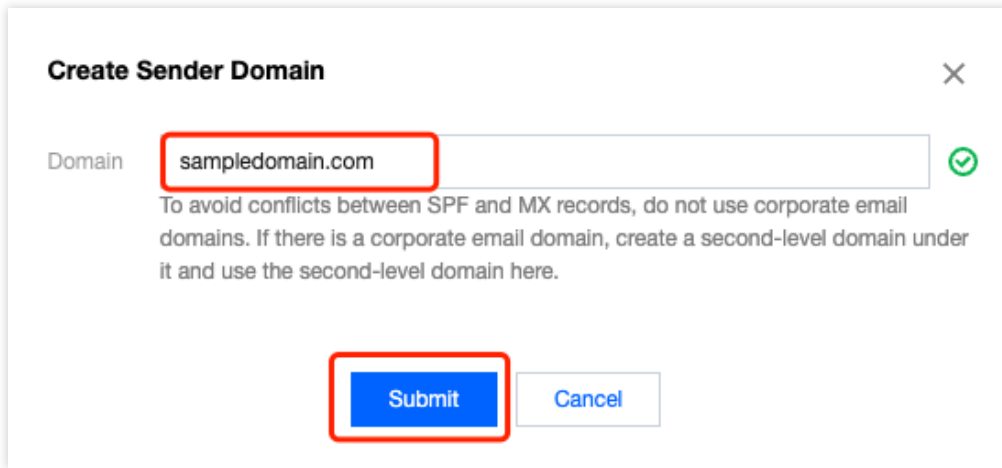 Create Sender Domain
Domain
sampledomain.com
To avoid conflicts between SPF and MX records, do not use corporate email
domains. If there is a corporate email domain, create a second-level domain under
it and use the second-level domain here.
Submit
Cancel